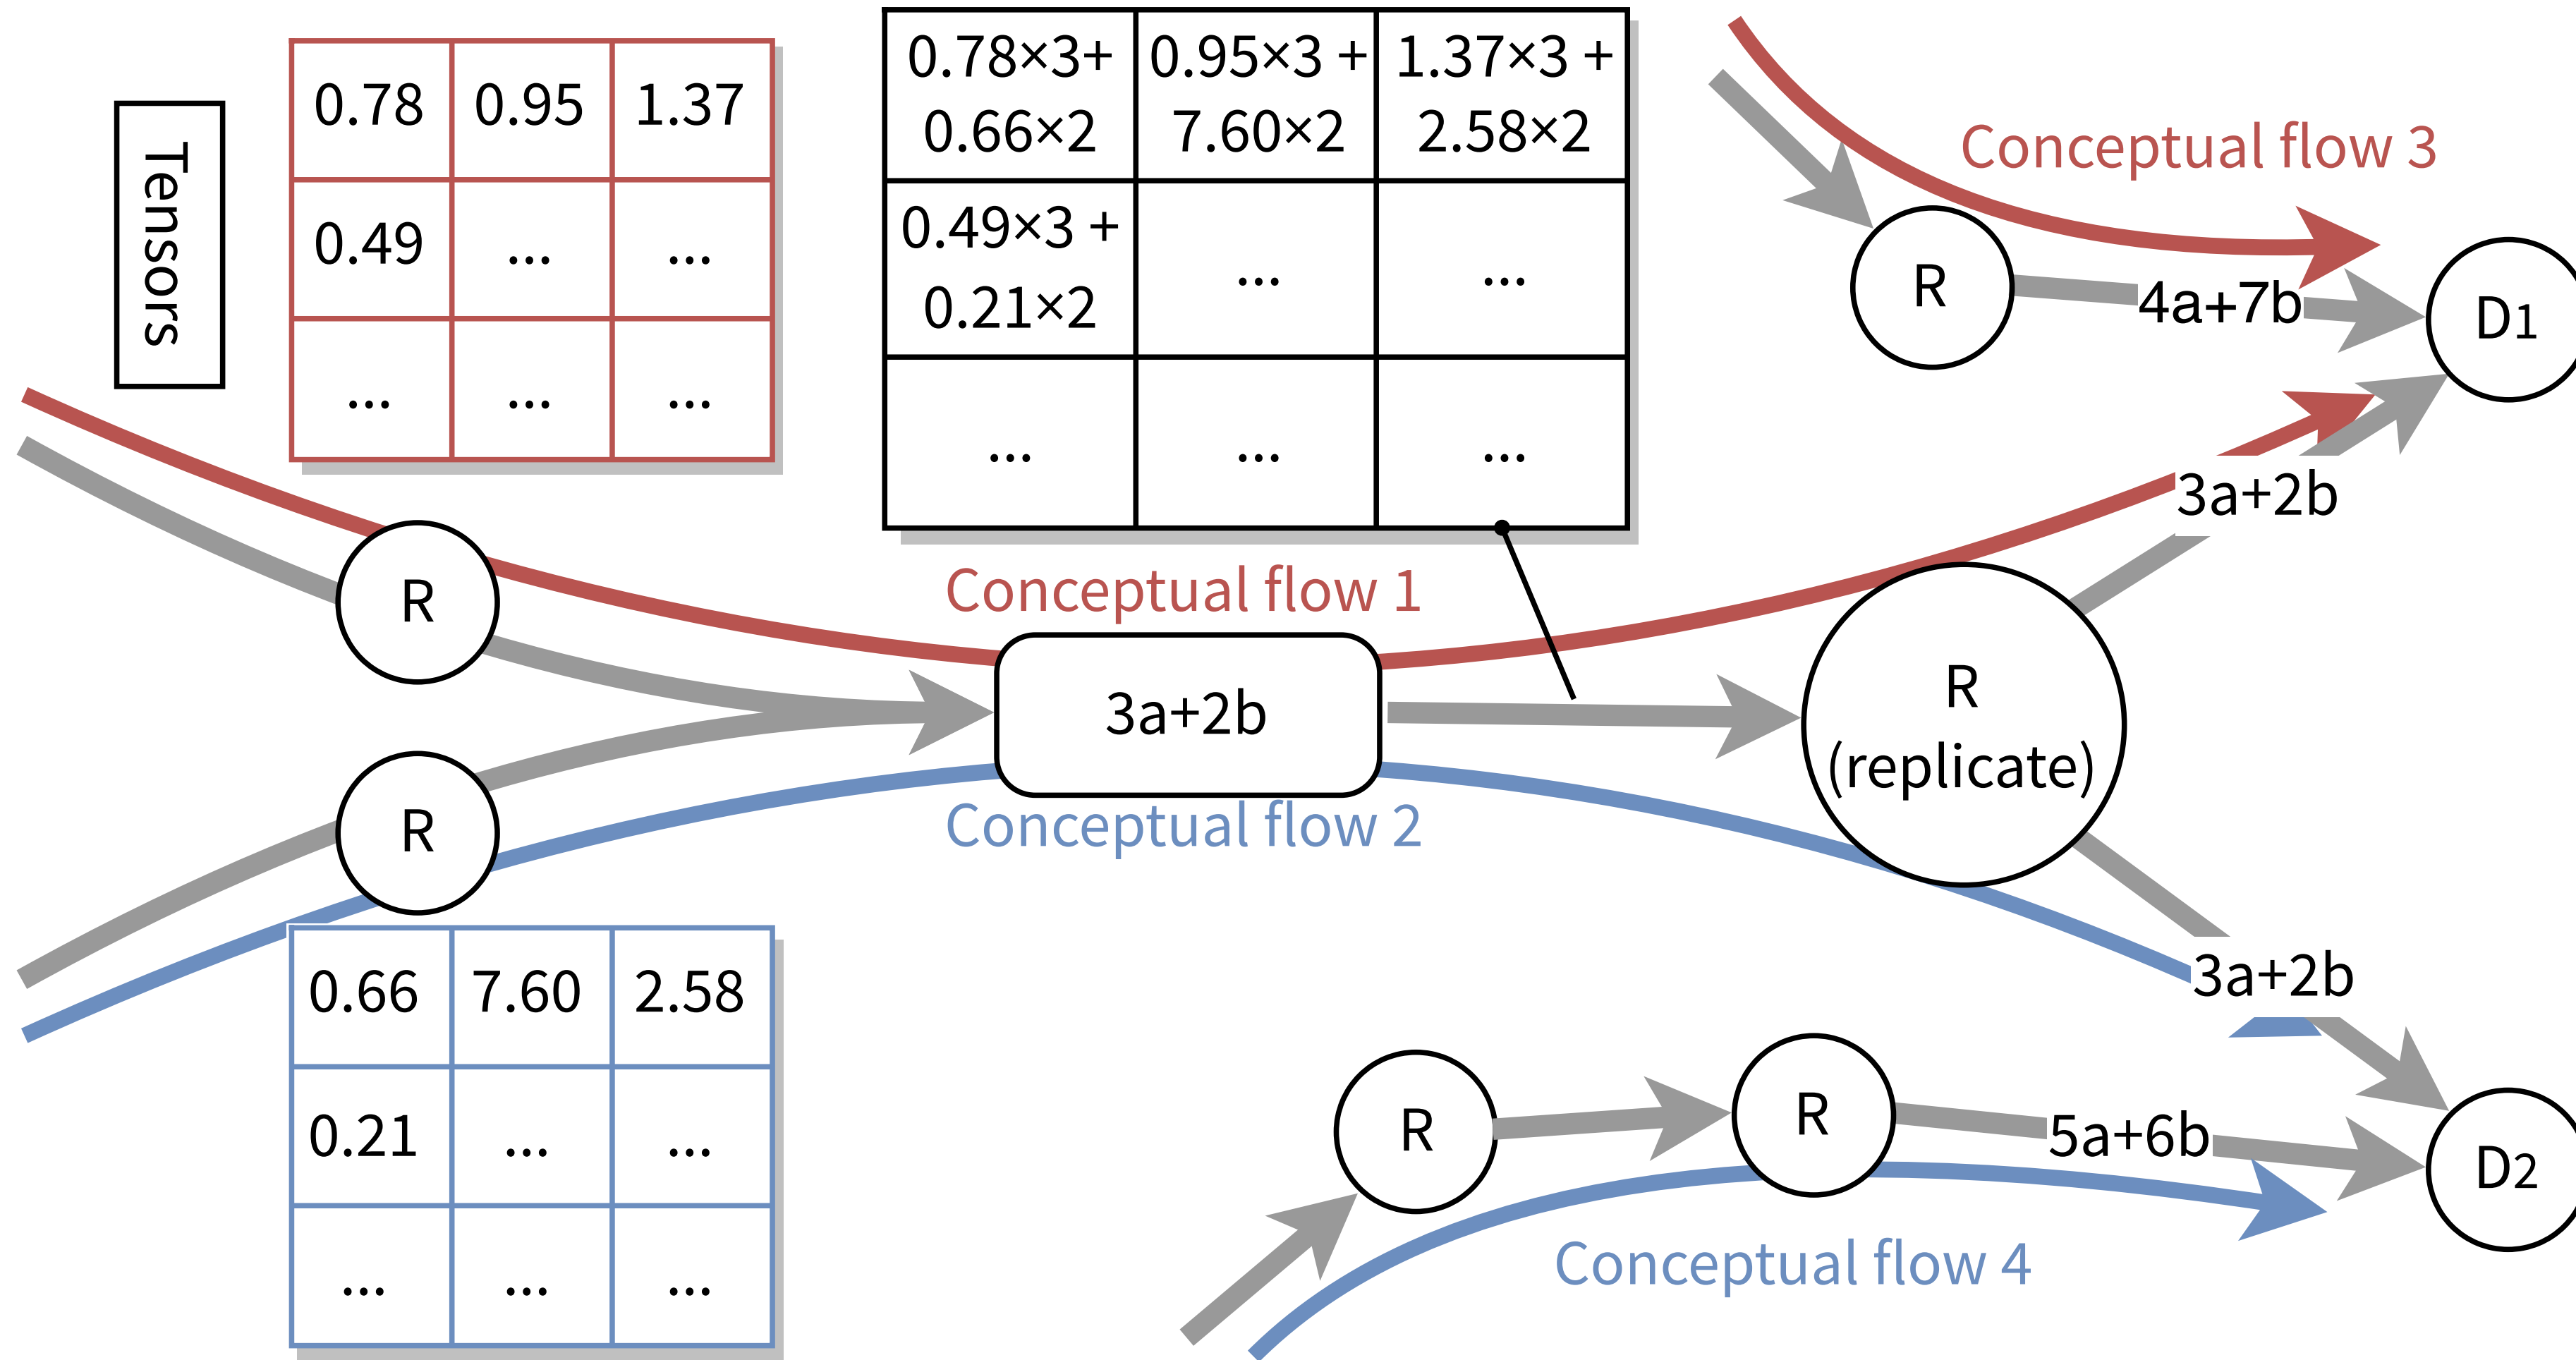 Tensors
0.78 0.95 1.37
0.49 ... ...
... ... ...
0.78×3+ 0.95×3 + 1.37×3 +
0.66×2 7.60×2 2.58×2
0.49×3 +
0.21×2 ... ...
... ... ...
Conceptual flow 3
R
4a+7b
D1
3a+2b
Conceptual flow 1
R
3a+2b
R
(replicate)
R
Conceptual flow 2
3a+2b
0.66 7.60 2.58
0.21 ... ...
... ... ...
R
R
5a+6b
D2
Conceptual flow 4